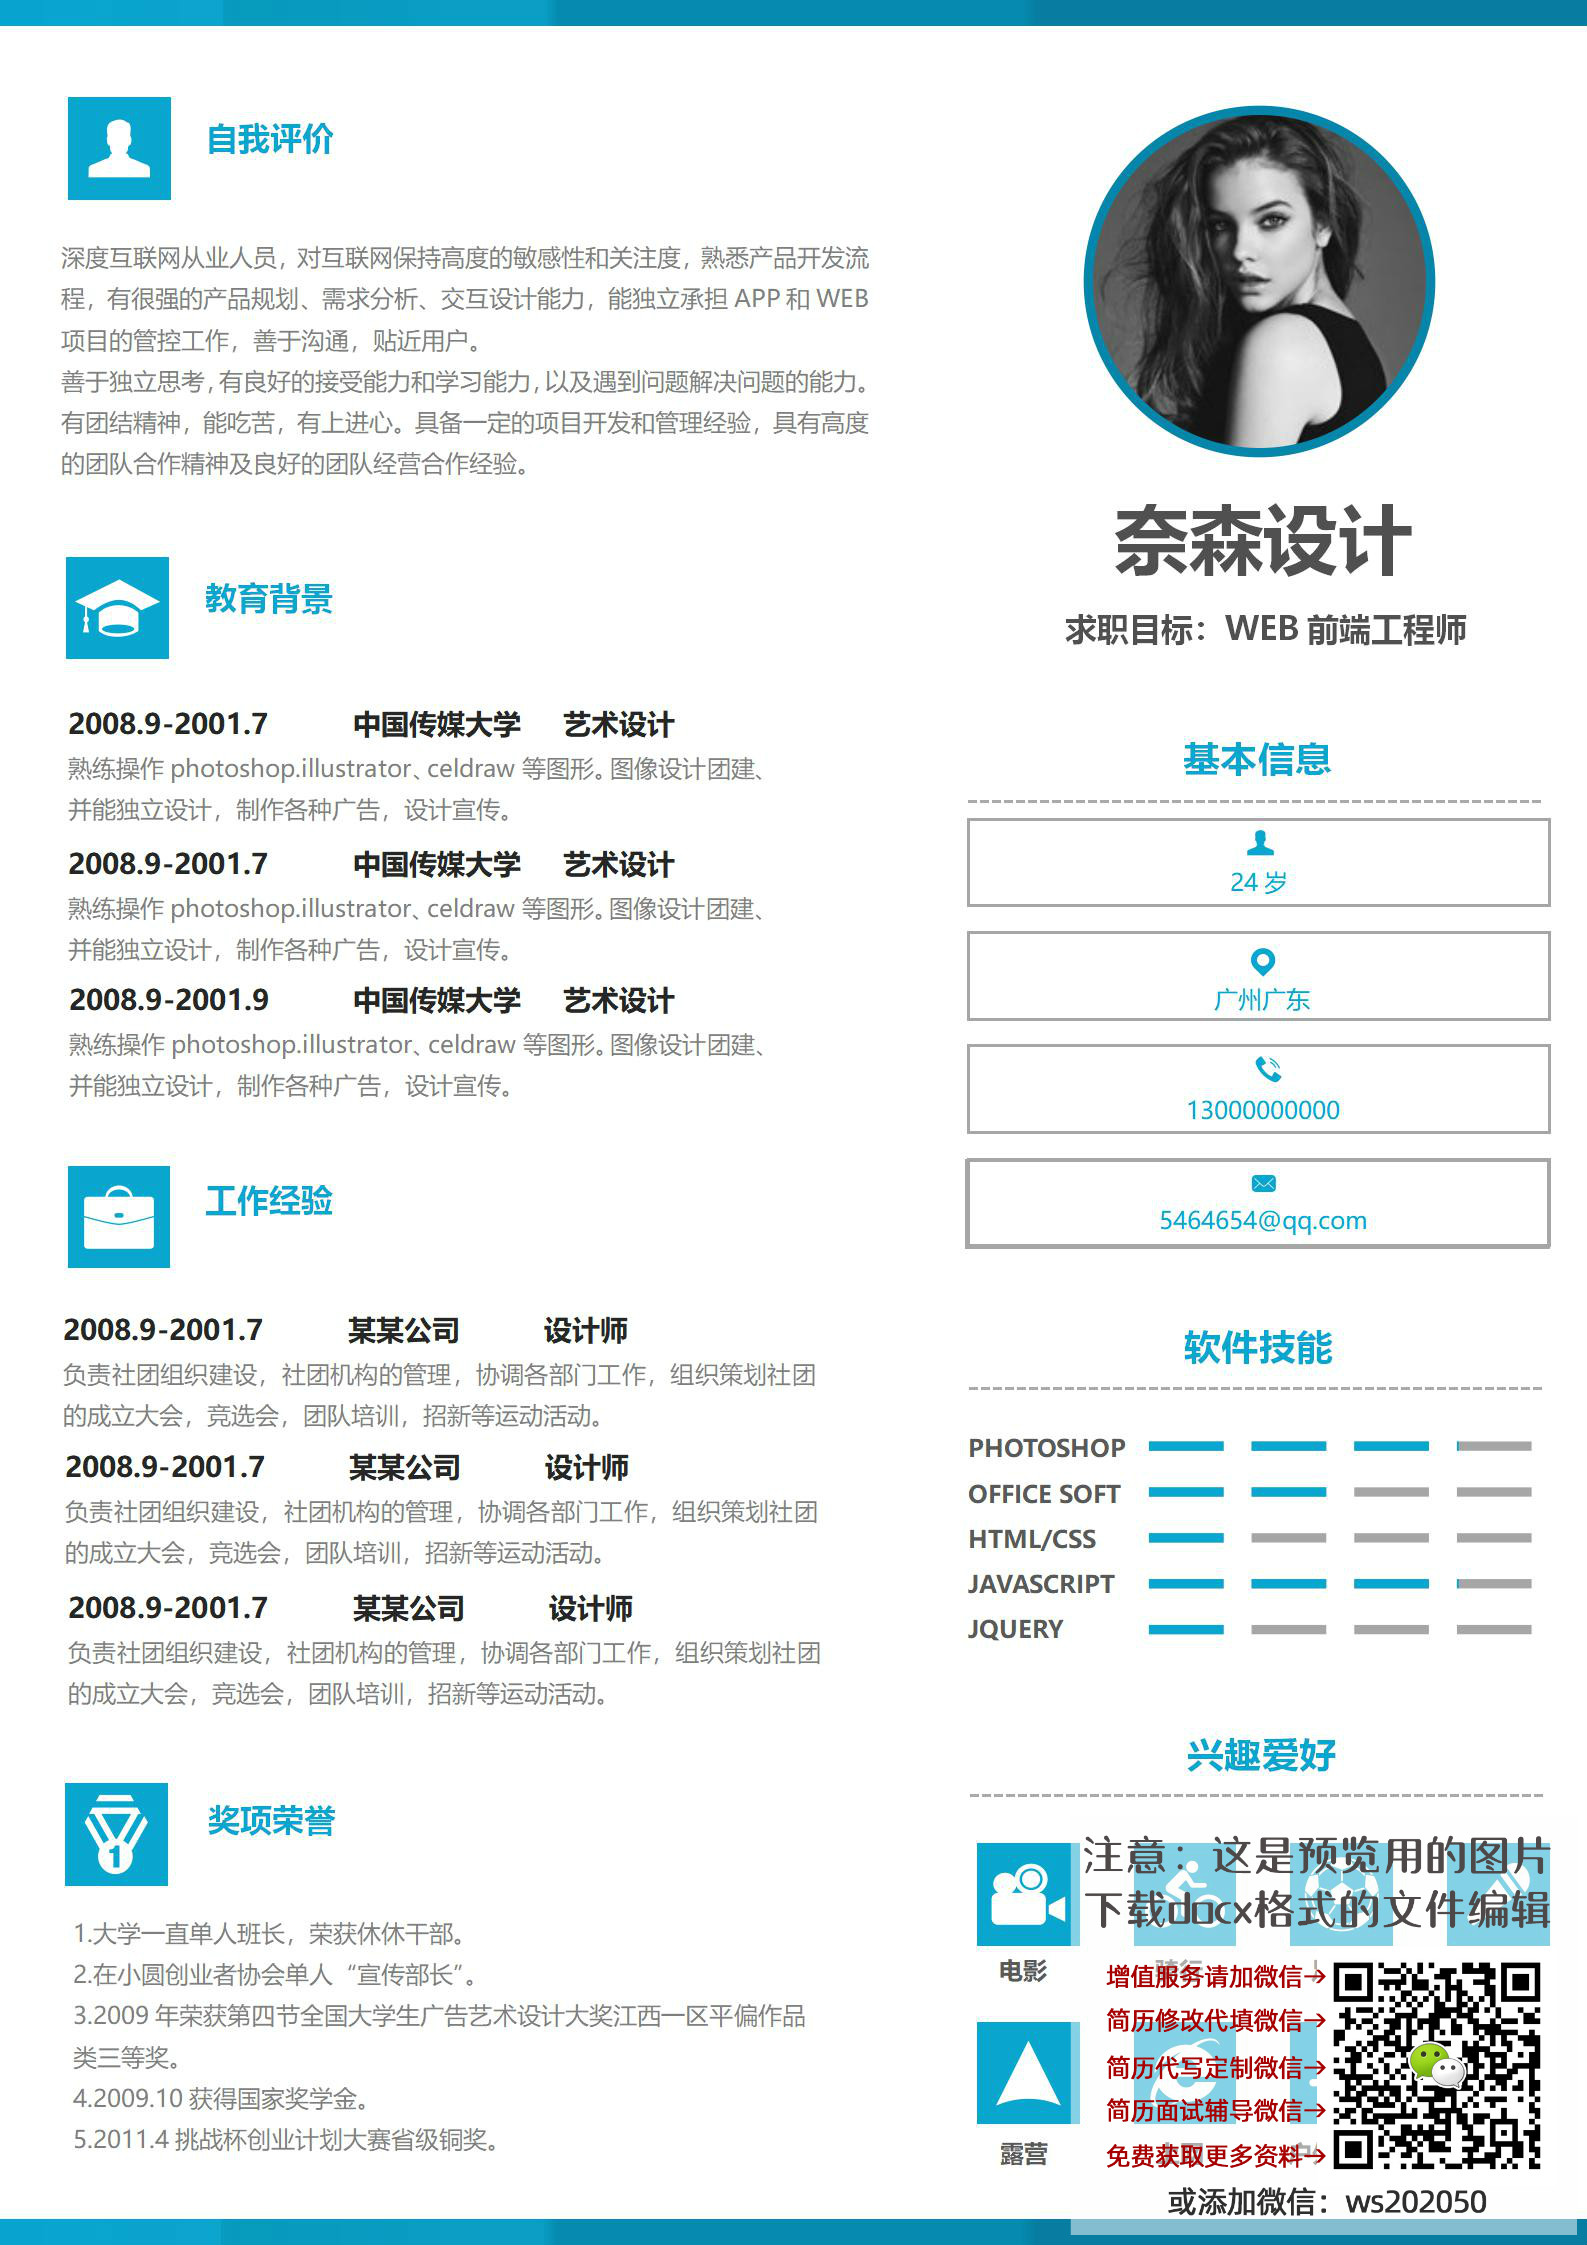 自我评价
深度互联网从业人员，对互联网保持高度的敏感性和关注度，熟悉产品开发流
程，有很强的产品规划、需求分析、交互设计能力，能独立承担 APP 和 WEB
项目的管控工作，善于沟通，贴近用户。
善于独立思考，有良好的接受能力和学习能力，以及遇到问题解决问题的能力。
有团结精神，能吃苦，有上进心。具备一定的项目开发和管理经验，具有高度
的团队合作精神及良好的团队经营合作经验。
教育背景
2008.9-2001.7 中国传媒大学 艺术设计
熟练操作 photoshop.illustrator、celdraw 等图形。图像设计团建、
并能独立设计，制作各种广告，设计宣传。
2008.9-2001.7 中国传媒大学 艺术设计
熟练操作 photoshop.illustrator、celdraw 等图形。图像设计团建、
并能独立设计，制作各种广告，设计宣传。
2008.9-2001.9 中国传媒大学 艺术设计
熟练操作 photoshop.illustrator、celdraw 等图形。图像设计团建、
并能独立设计，制作各种广告，设计宣传。
工作经验
2008.9-2001.7 某某公司 设计师
负责社团组织建设，社团机构的管理，协调各部门工作，组织策划社团
的成立大会，竞选会，团队培训，招新等运动活动。
2008.9-2001.7 某某公司 设计师
负责社团组织建设，社团机构的管理，协调各部门工作，组织策划社团
的成立大会，竞选会，团队培训，招新等运动活动。
2008.9-2001.7 某某公司 设计师
负责社团组织建设，社团机构的管理，协调各部门工作，组织策划社团
的成立大会，竞选会，团队培训，招新等运动活动。
1
奖项荣誉
1.大学一直单人班长，荣获休休干部。
2.在小圆创业者协会单人“宣传部长”。
3.2009 年荣获第四节全国大学生广告艺术设计大奖江西一区平偏作品
类三等奖。
4.2009.10 获得国家奖学金。
5.2011.4 挑战杯创业计划大赛省级铜奖。
奈森设计
求职目标：WEB 前端工程师
基本信息
24 岁
广州广东
13000000000
5464654@qq.com
软件技能
PHOTOSHOP
OFFICE SOFT
HTML/CSS
JAVASCRIPT
JQUERY
兴趣爱好
注意：这是预览用的图片
下载docx格式的文件编辑
电影
增值服务请加微信→
简历修改代填微信→
简历代写定制微信→
简历面试辅导微信→
露营
免费获取更多资料→
或添加微信：ws202050